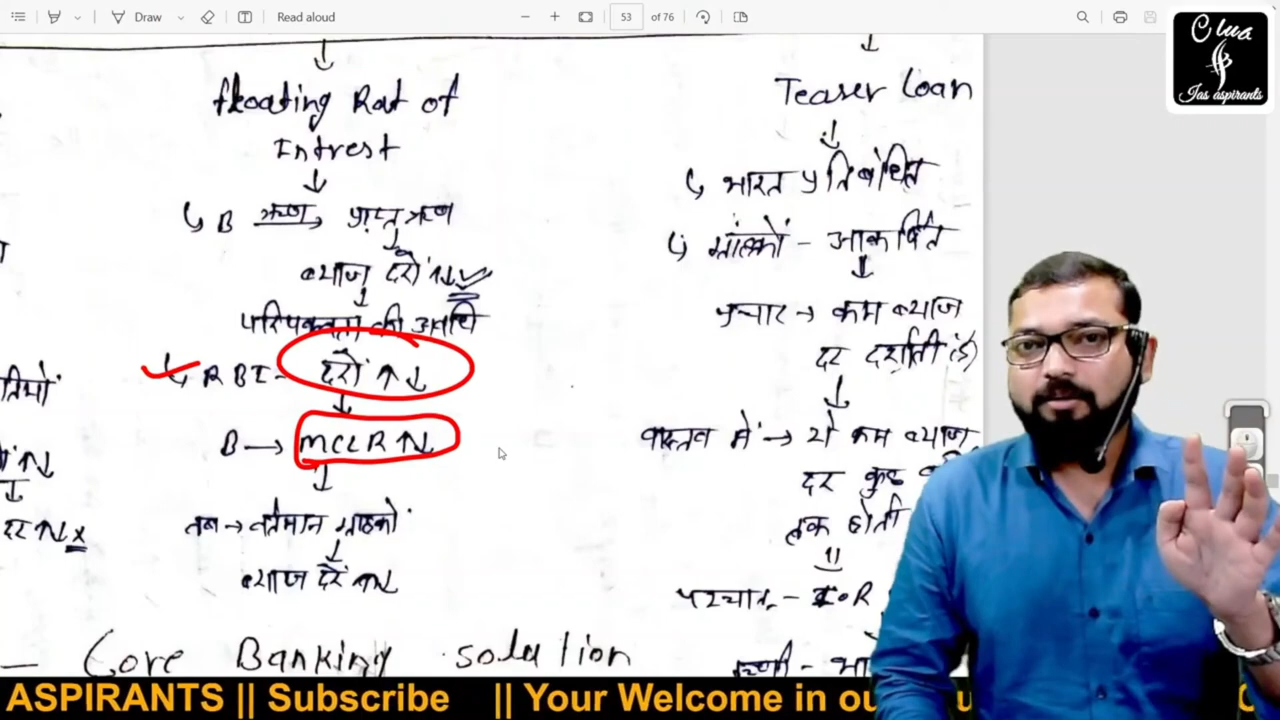 Draw
Read aloud
53
of 76
Clua
Ias aspirants
floating Rat of
Intrest
↓
↳ B ऋण→ प्राप्त ऋण
↓
ब्याज दरों ↑↓ ✓
↓
परिपक्वता की अवधि
↳ RBI - दरों ↑↓
↓
B → MCLR ↑↓
↓
तब → वर्तमान ग्राहकों
↓
ब्याज दरें ↑↓
Teaser Loan
↓
↳ भारत प्रतिबंधित
↳ ग्राहकों - आकर्षित
↓
प्रचार → कम ब्याज
दर दर्शाती है
↓
वास्तव में → ये कम ब्याज
दर कुछ
तक होती
पश्चात् -
दर ↑↓ x
— Core Banking solution
ASPIRANTS || Subscribe || Your Welcome in ou